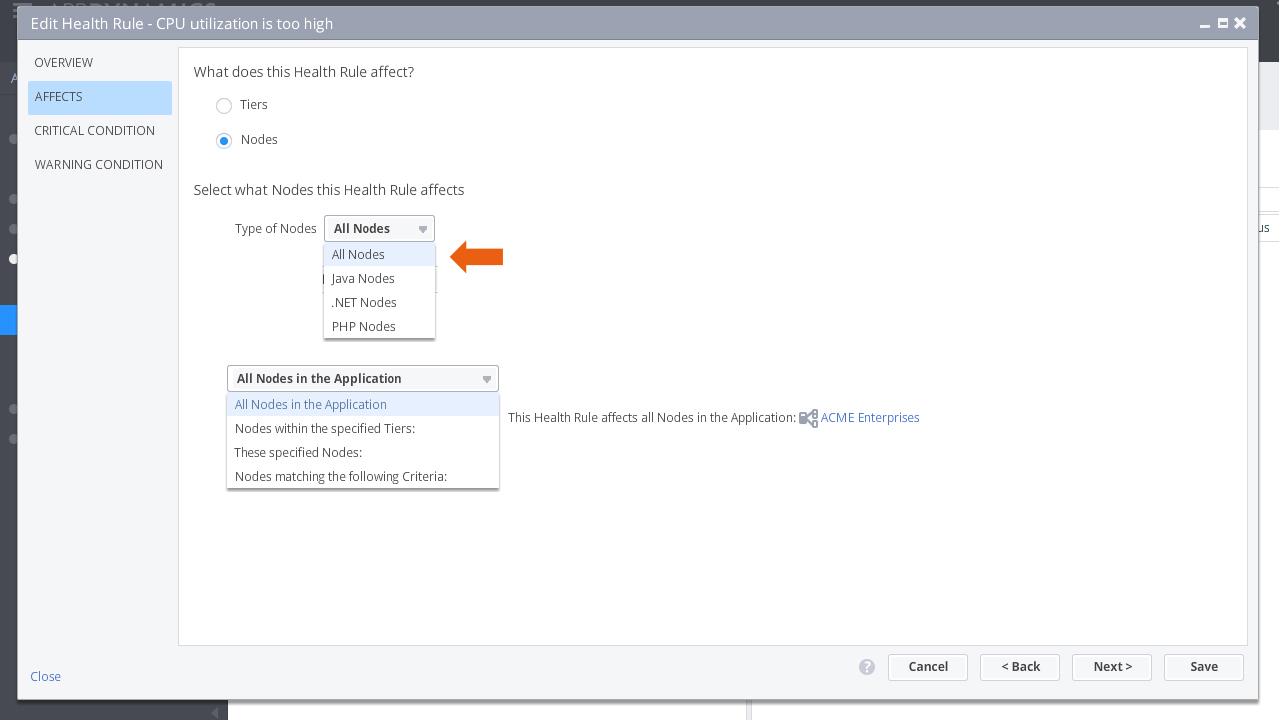 APPDYNAMICS
Edit Health Rule - CPU utilization is too high
OVERVIEW
AFFECTS
CRITICAL CONDITION
WARNING CONDITION
What does this Health Rule affect?
Tiers
Nodes
Select what Nodes this Health Rule affects
Type of Nodes All Nodes
All Nodes
Java Nodes
.NET Nodes
PHP Nodes
All Nodes in the Application
All Nodes in the Application
Nodes within the specified Tiers:
These specified Nodes:
Nodes matching the following Criteria:
This Health Rule affects all Nodes in the Application: ACME Enterprises
us
Close
? Cancel < Back Next > Save